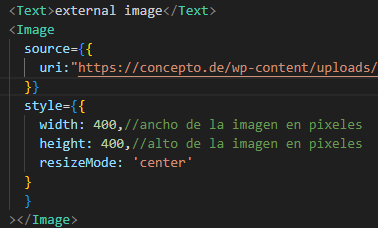 <Text>external image</Text>
<Image
source={{
uri:"https://concepto.de/wp-content/uploads/
}}
style={{
width: 400,//ancho de la imagen en pixeles
height: 400,//alto de la imagen en pixeles
resizeMode: 'center'
}
}
></Image>